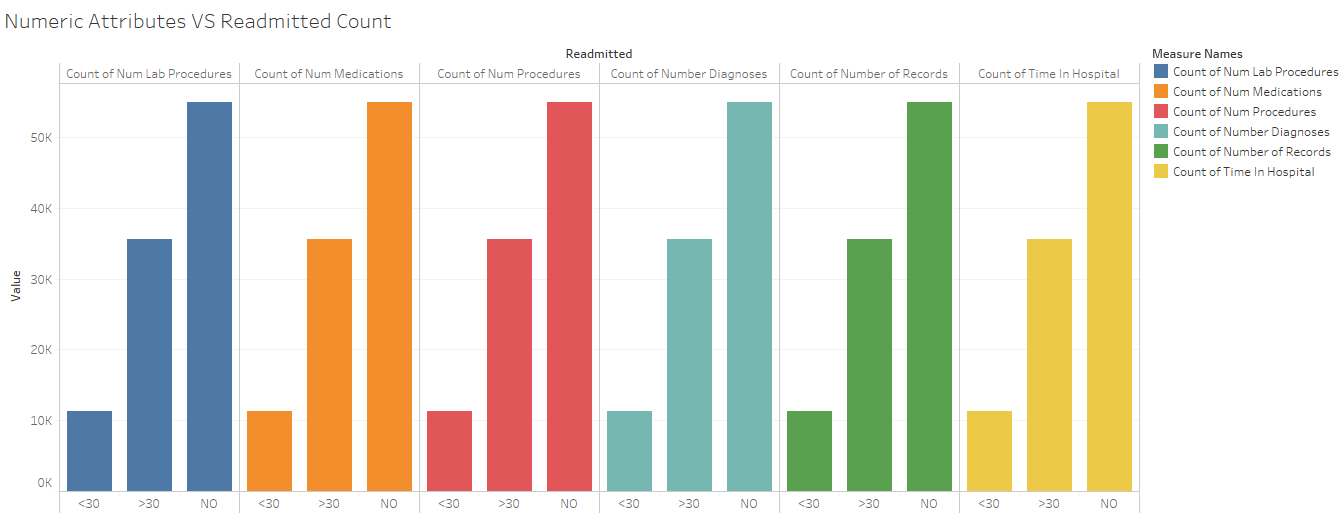 Numeric Attributes VS Readmitted Count
Readmitted
Count of Num Lab Procedures Count of Num Medications Count of Num Procedures Count of Number Diagnoses Count of Number of Records Count of Time In Hospital
Measure Names
Count of Num Lab Procedures
Count of Num Medications
Count of Num Procedures
Count of Number Diagnoses
Count of Number of Records
Count of Time In Hospital
Value
50K
40K
30K
20K
10K
0K
<30 >30 NO <30 >30 NO <30 >30 NO <30 >30 NO <30 >30 NO <30 >30 NO